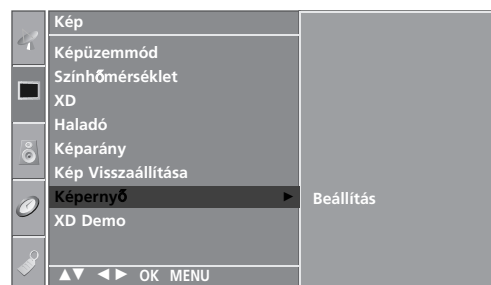 Kép
Képüzemmód
Színhőmérséklet
XD
Haladó
Képarány
Kép Visszaállítása
Képernyő ► Beállítás
XD Demo
▲▼ ◄► OK MENU